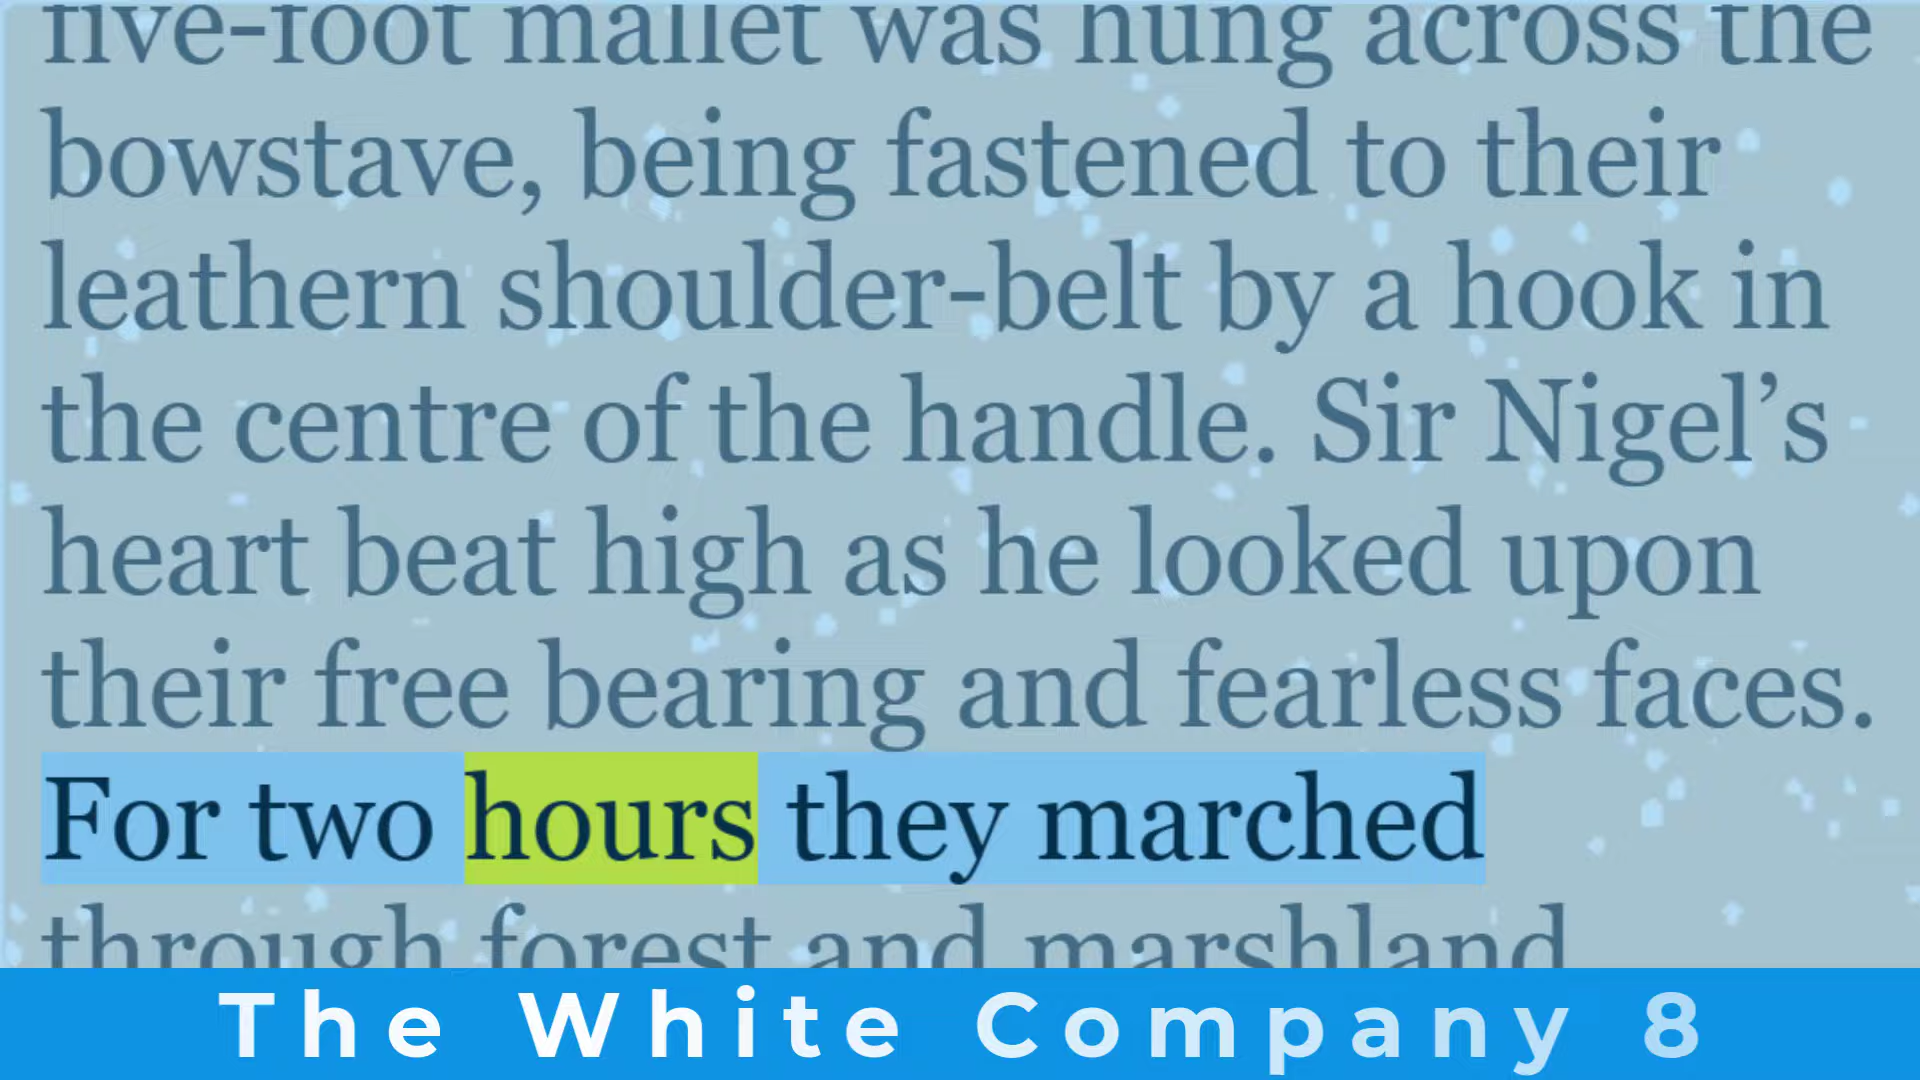 five-foot mallet was hung across the
bowstave, being fastened to their
leathern shoulder-belt by a hook in
the centre of the handle. Sir Nigel’s
heart beat high as he looked upon
their free bearing and fearless faces.
For two hours they marched
through forest and marshland
The White Company 8